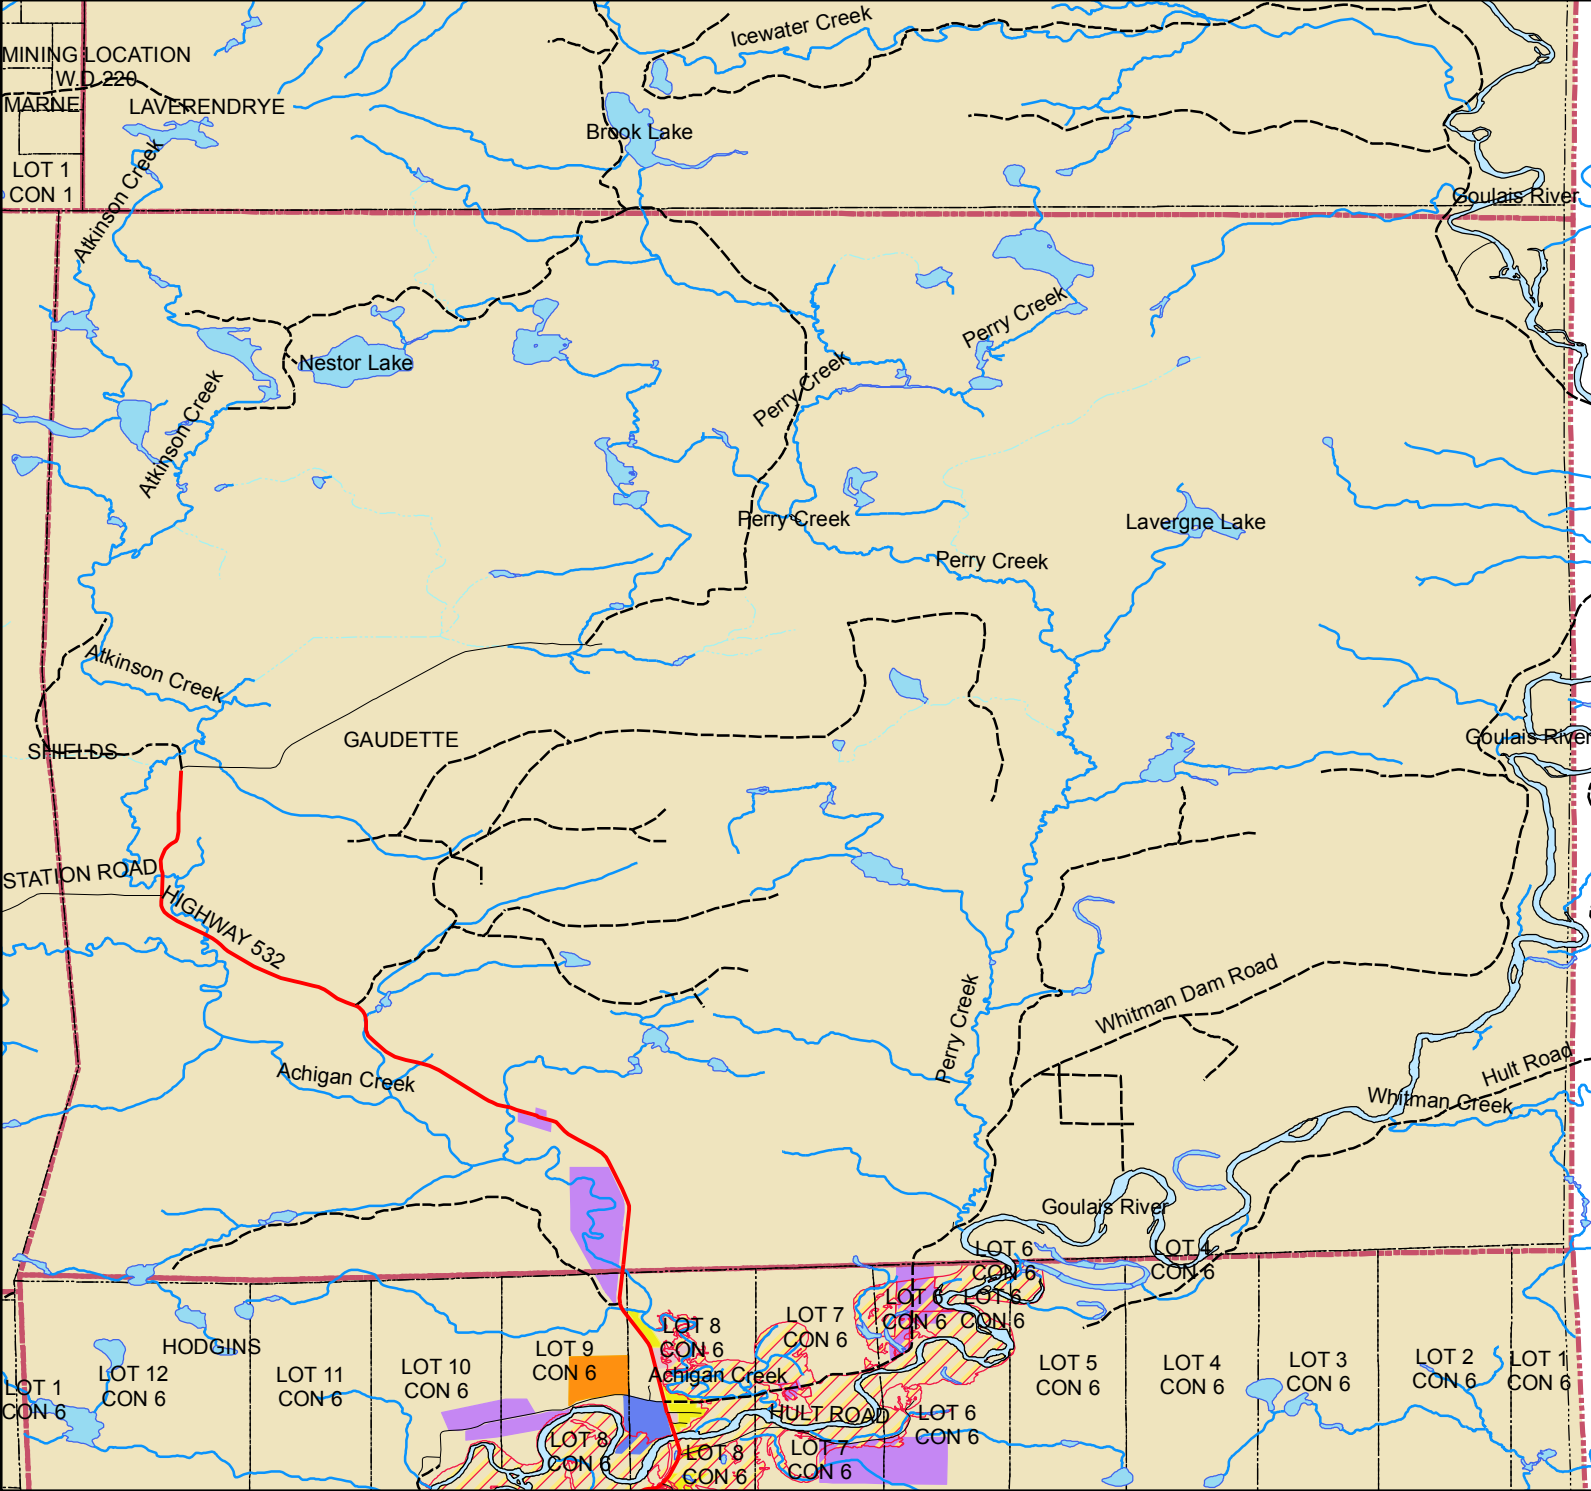 Icewater Creek
MINING LOCATION
W.D.220
MARNE
LAVERENDRYE
Brook Lake
LOT 1
CON 1
Atkinson Creek
Goulais River
Perry Creek
Nestor Lake
Perry Creek
Atkinson Creek
Perry Creek
Lavergne Lake
Perry Creek
Atkinson Creek
SHIELDS
GAUDETTE
Goulais River
STATION ROAD
HIGHWAY 532
Whitman Dam Road
Perry Creek
Achigan Creek
Hult Road
Whitman Creek
Goulais River
LOT 6
CON 6
LOT 4
CON 6
LOT 6
CON 6
LOT 6
CON 6
LOT 7
CON 6
LOT 8
CON 6
HODGINS
LOT 9
CON 6
LOT 1
CON 6
LOT 12
CON 6
LOT 11
CON 6
LOT 10
CON 6
Achigan Creek
LOT 5
CON 6
LOT 4
CON 6
LOT 3
CON 6
LOT 2
CON 6
LOT 1
CON 6
HULT ROAD
LOT 6
CON 6
LOT 8
CON 6
LOT 8
CON 6
LOT 7
CON 6